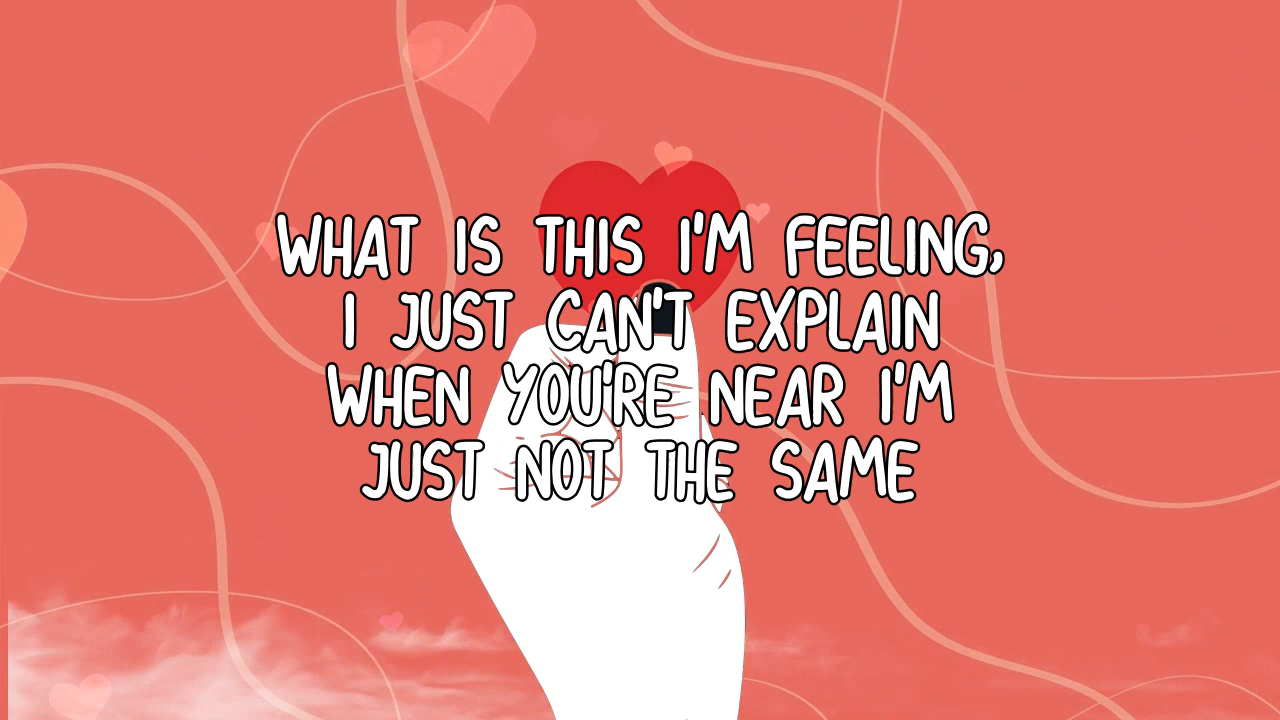 WHAT IS THIS I'M FEELING,
I JUST CAN'T EXPLAIN
WHEN YOU'RE NEAR I'M
JUST NOT THE SAME